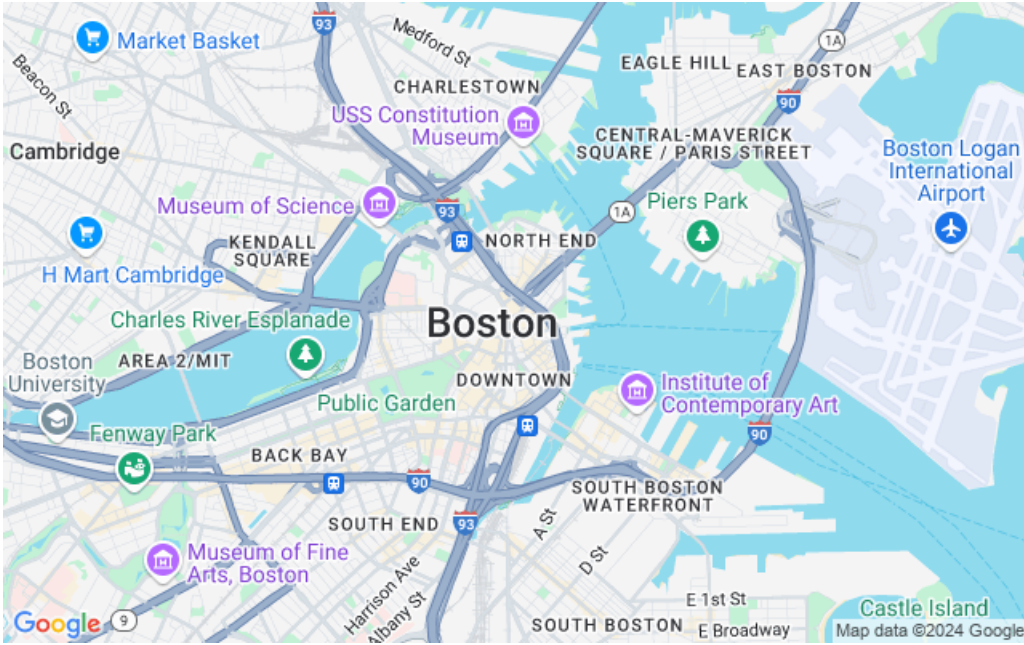 93
1A
Market Basket
Medford St
EAGLE HILL
EAST BOSTON
Beacon St
CHARLESTOWN
90
USS Constitution
Museum
CENTRAL-MAVERICK
SQUARE / PARIS STREET
Cambridge
Boston Logan
International
Airport
Museum of Science
93
1A
Piers Park
KENDALL
SQUARE
NORTH END
H Mart Cambridge
Charles River Esplanade
Boston
Boston
University
AREA 2/MIT
DOWNTOWN
Institute of
Contemporary Art
Public Garden
Fenway Park
90
BACK BAY
90
SOUTH BOSTON
WATERFRONT
SOUTH END
93
A St
Museum of Fine
Arts, Boston
D St
Harrison Ave
Albany St
E 1st St
Castle Island
Google
9
SOUTH BOSTON
E Broadway
Map data ©2024 Google